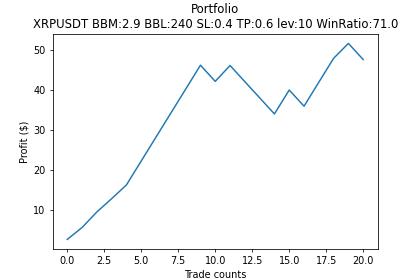 Portfolio
XRPUSDT BBM:2.9 BBL:240 SL:0.4 TP:0.6 lev:10 WinRatio:71.0
50
40
30
20
10
Profit ($)
0.0 2.5 5.0 7.5 10.0 12.5 15.0 17.5 20.0
Trade counts